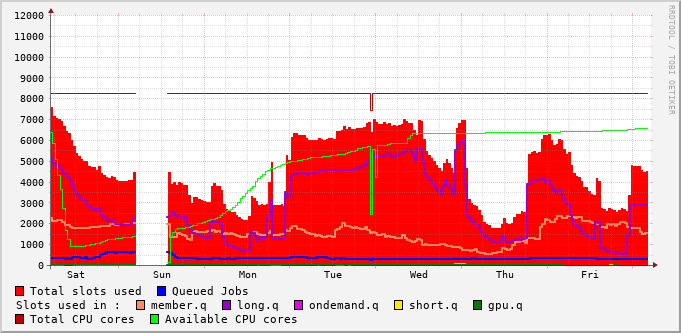 12000
11000
10000
9000
8000
7000
6000
5000
4000
3000
2000
1000
0
Sat Sun Mon Tue Wed Thu Fri
RRDTOOL / TOBI OETIKER
Total slots used Queued Jobs
Slots used in : member.q long.q ondemand.q short.q gpu.q
Total CPU cores Available CPU cores